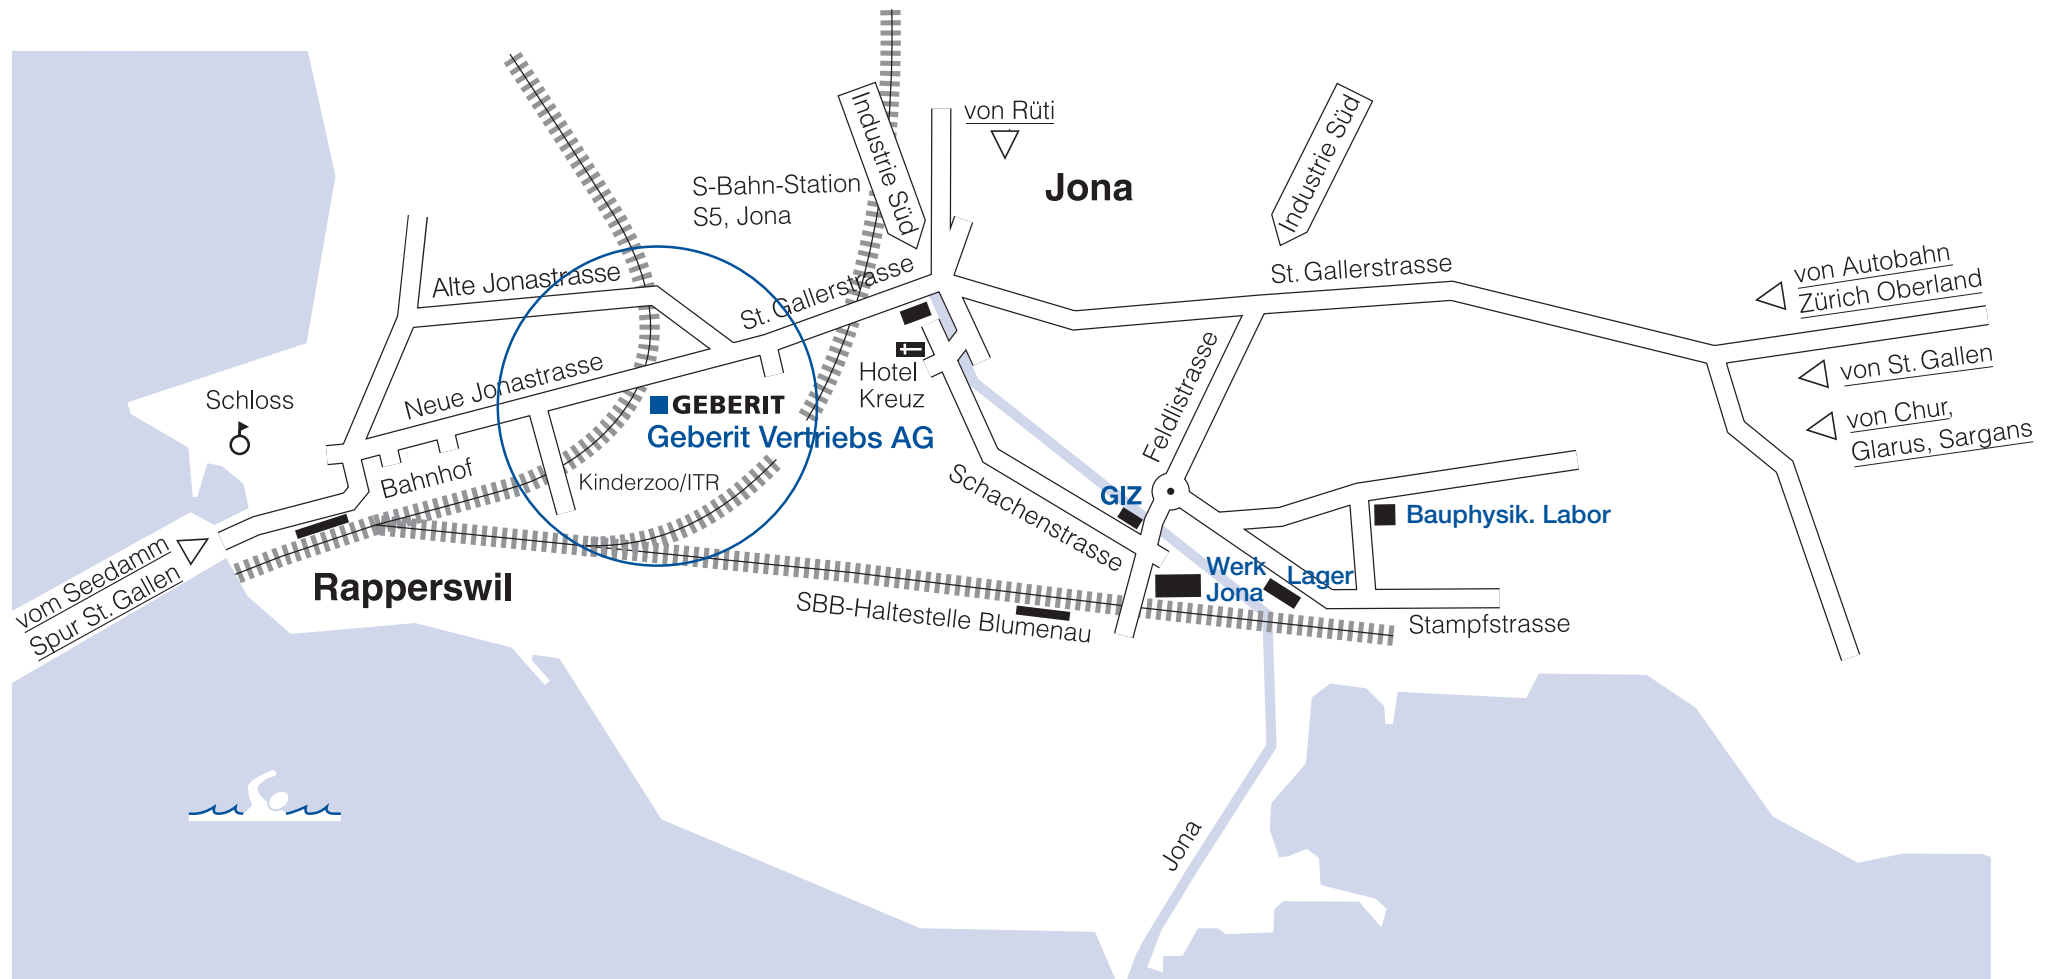 von Rüti
Industrie Süd
Industrie Süd
Jona
S-Bahn-Station
S5, Jona
Alte Jonastrasse
St. Gallerstrasse
St. Gallerstrasse
von Autobahn
Zürich Oberland
von St. Gallen
von Chur,
Glarus, Sargans
Neue Jonastrasse
Schloss
Hotel
Kreuz
Feldlistrasse
GEBERIT
Geberit Vertriebs AG
Bahnhof
Kinderzoo/ITR
Schachenstrasse
GIZ
Bauphysik. Labor
vom Seedamm
Spur St. Gallen
Rapperswil
Werk
Jona
Lager
SBB-Haltestelle Blumenau
Stampfstrasse
Jona